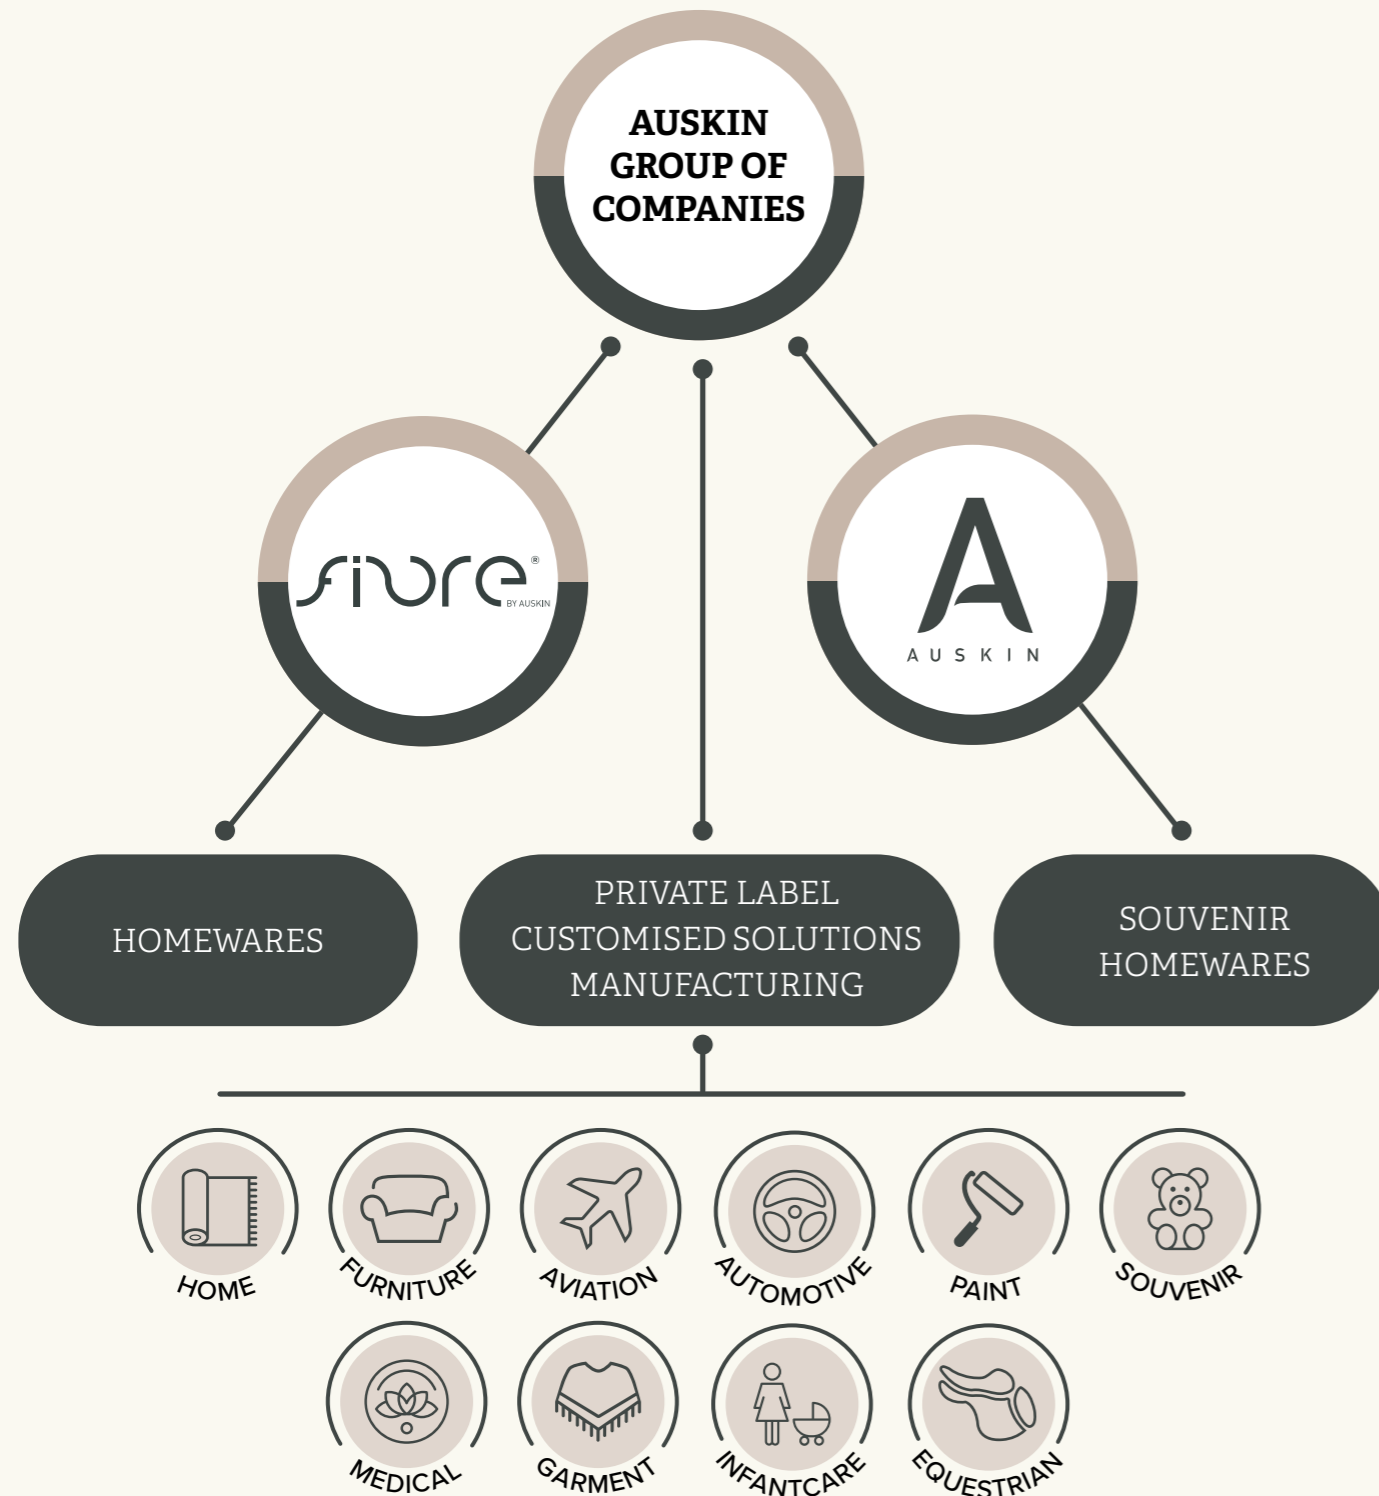 AUSKIN
GROUP OF
COMPANIES
fibre®
BY AUSKIN
A
AUSKIN
HOMEWARES
PRIVATE LABEL
CUSTOMISED SOLUTIONS
MANUFACTURING
SOUVENIR
HOMEWARES
HOME
FURNITURE
AVIATION
AUTOMOTIVE
PAINT
SOUVENIR
MEDICAL
GARMENT
INFANTCARE
EQUESTRIAN